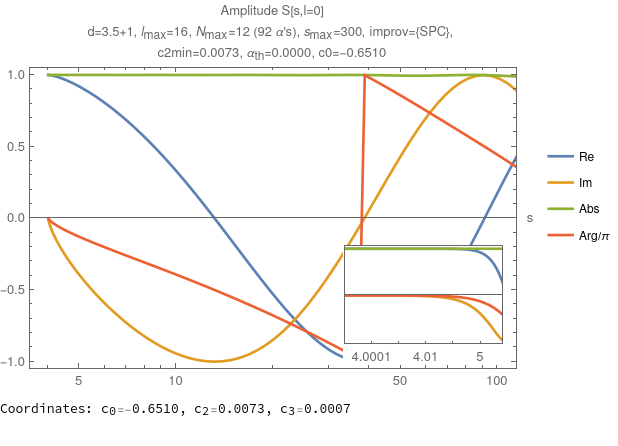 Amplitude S[s,l=0]
d=3.5+1, lmax=16, Nmax=12 (92 α's), smax=300, improv={SPC},
c2min=0.0073, αth=0.0000, c0=-0.6510
1.0
0.5
0.0
-0.5
-1.0
5
10
50
100
s
4.0001
4.01
5
Re
Im
Abs
Arg/π
Coordinates: c0=-0.6510, c2=0.0073, c3=0.0007